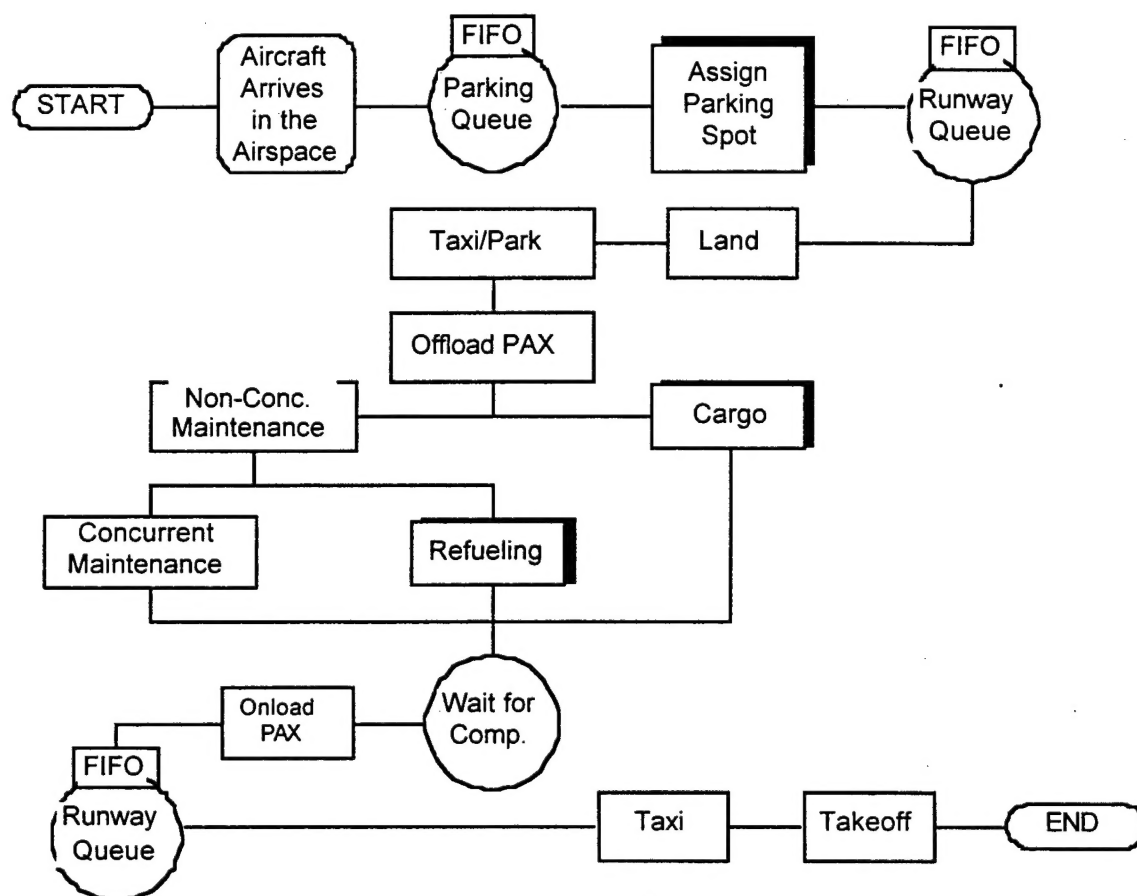 START
Aircraft
Arrives
in the
Airspace
FIFO
Parking
Queue
Assign
Parking
Spot
FIFO
Runway
Queue
Taxi/Park
Land
Offload PAX
Non-Conc.
Maintenance
Cargo
Concurrent
Maintenance
Refueling
Wait for
Comp.
Onload
PAX
FIFO
Runway
Queue
Taxi
Takeoff
END